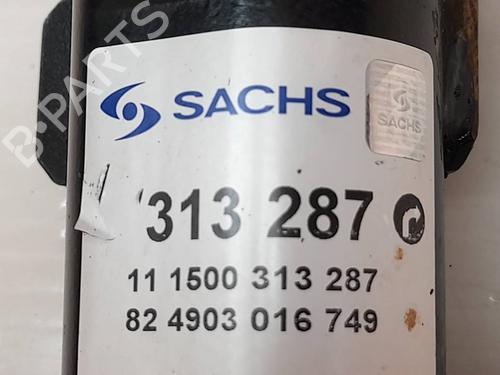 B-PARTS
SACHS
SACHS
313 287
11 1500 313 287
82 4903 016 749